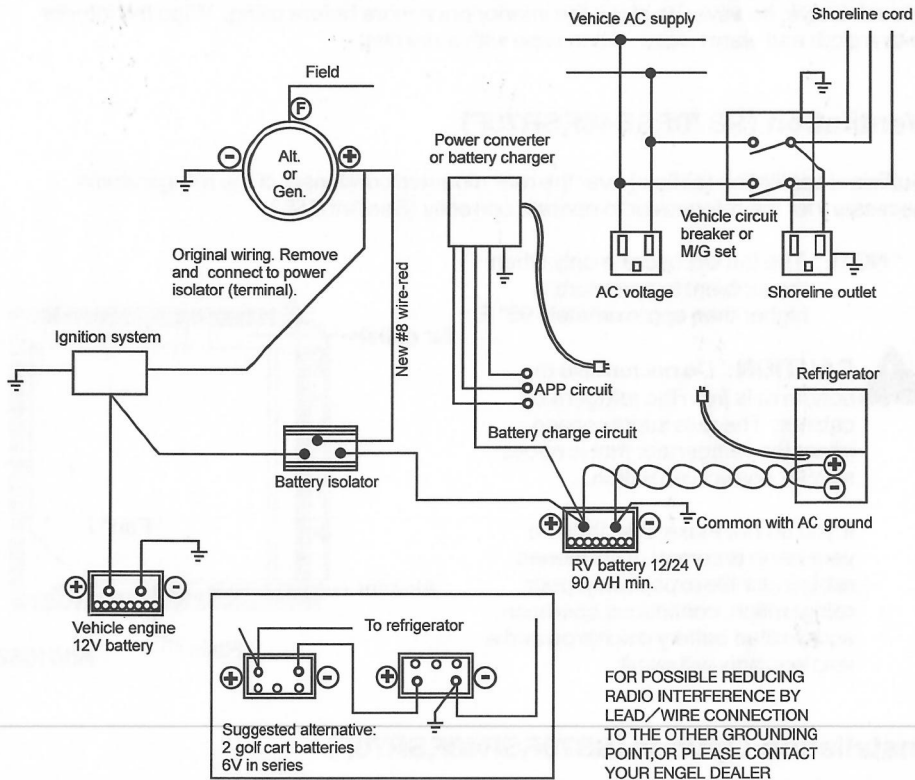 Vehicle AC supply
Shoreline cord
Field
F
Alt.
or
Gen.
Power converter
or battery charger
Original wiring. Remove
and connect to power
isolator (terminal).
New #8 wire-red
Vehicle circuit
breaker or
M/G set
AC voltage
Shoreline outlet
Ignition system
APP circuit
Refrigerator
Battery charge circuit
Battery isolator
Common with AC ground
RV battery 12/24 V
90 A/H min.
Vehicle engine
12V battery
To refrigerator
Suggested alternative:
2 golf cart batteries
6V in series
FOR POSSIBLE REDUCING
RADIO INTERFERENCE BY
LEAD/WIRE CONNECTION
TO THE OTHER GROUNDING
POINT,OR PLEASE CONTACT
YOUR ENGEL DEALER